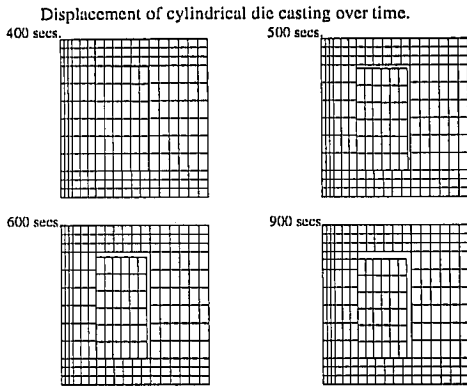 Displacement of cylindrical die casting over time.
400 secs.
500 secs.
600 secs.
900 secs.